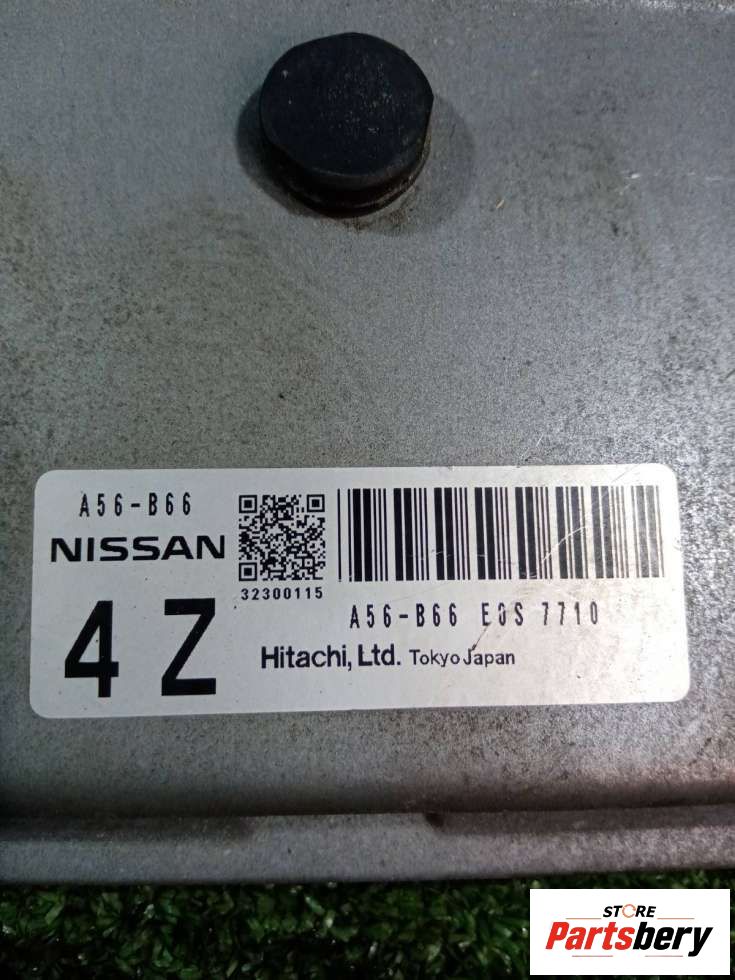 A56-B66
NISSAN
4 Z
32300115
A56-B66 E0S 7710
Hitachi, Ltd. Tokyo Japan
STORE
Partsbery